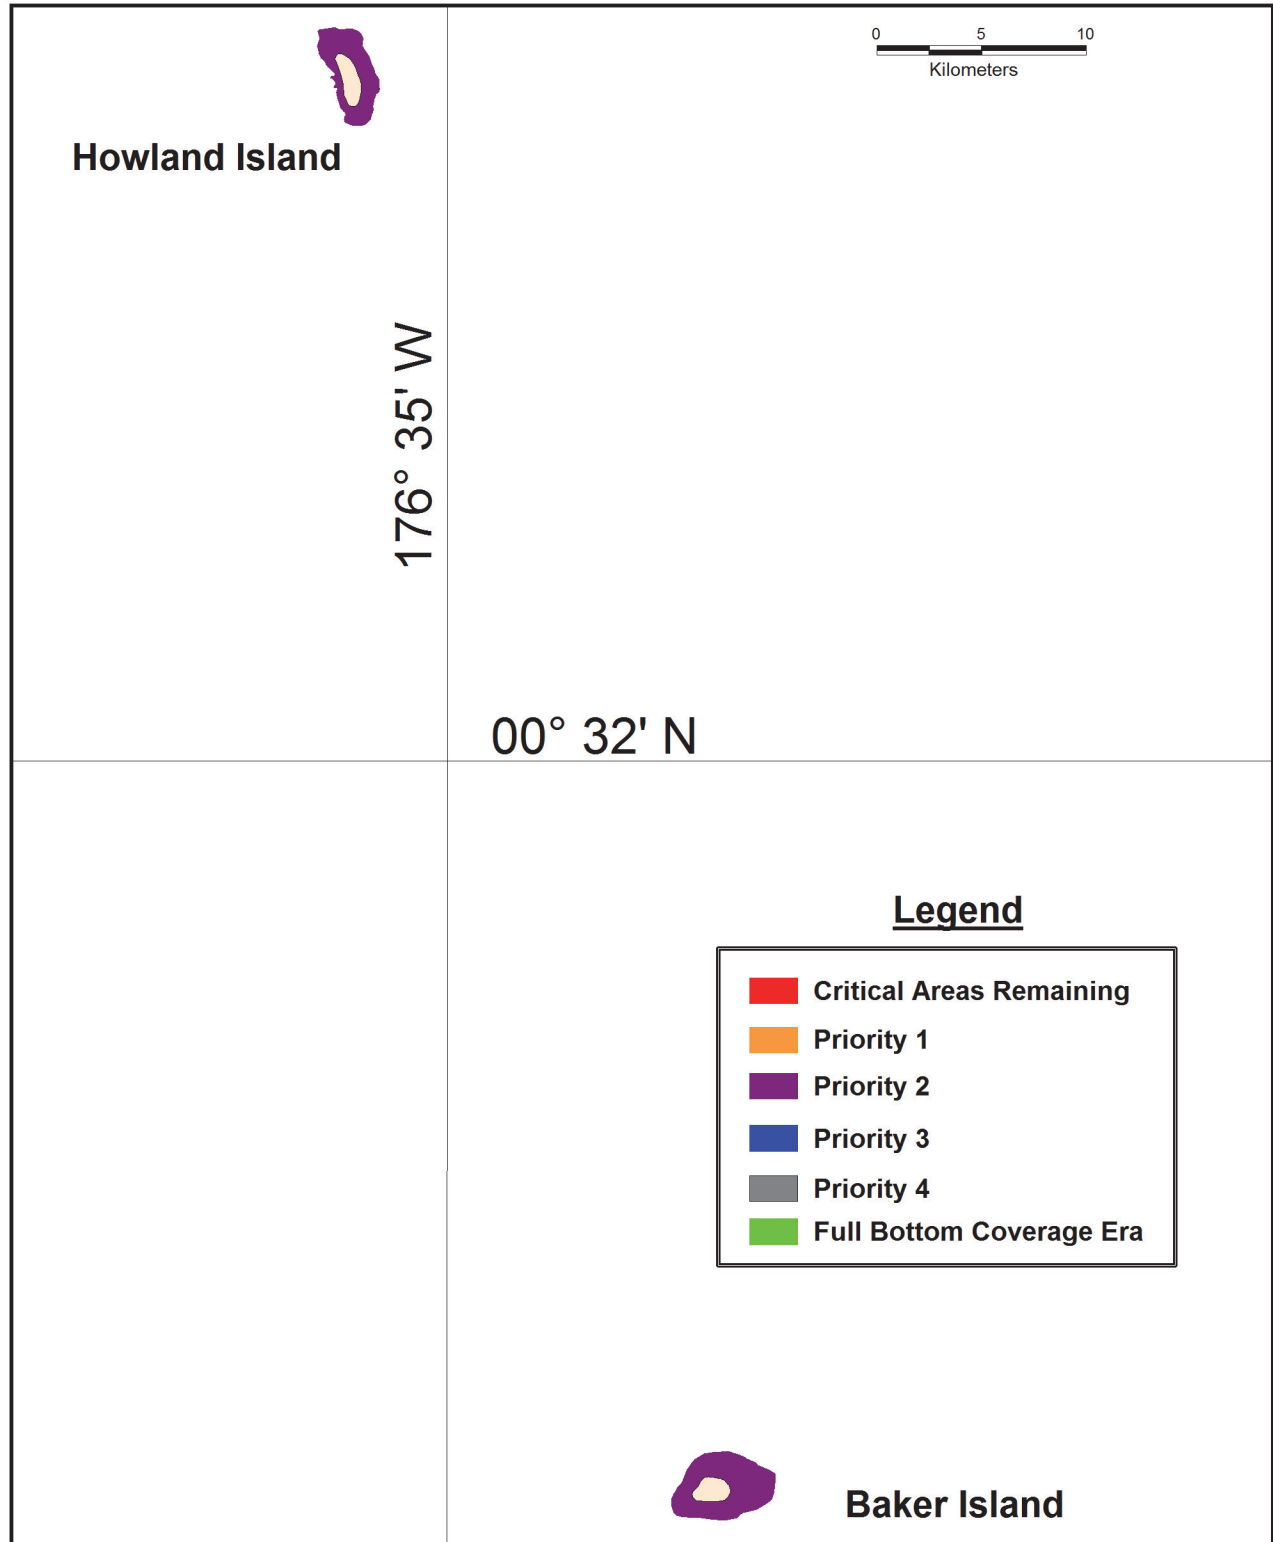 0 5 10
Kilometers
Howland Island
176° 35' W
00° 32' N
Legend
Critical Areas Remaining
Priority 1
Priority 2
Priority 3
Priority 4
Full Bottom Coverage Era
Baker Island